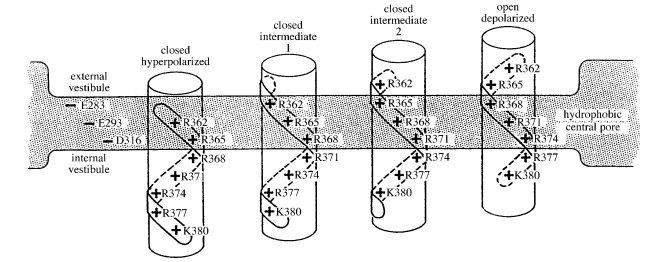 closed
hyperpolarized
closed
intermediate
1
closed
intermediate
2
open
depolarized
external
vestibule
− E283
− E293
− D316
internal
vestibule
hydrophobic
central pore
+R362
+R365
+R368
+R371
+R374
+R377
+K380
+R362
+R365
+R368
+R371
+R374
+R377
+K380
+R362
+R365
+R368
+R371
+R374
+R377
+K380
+R362
+R365
+R368
+R371
+R374
+R377
+K380